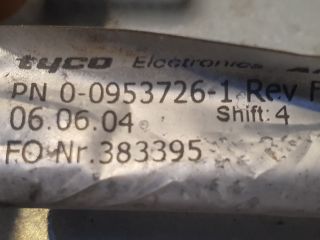 tyco Electronics
PN 0-0953726-1 Rev F
06.06.04 Shift: 4
FO Nr.383395